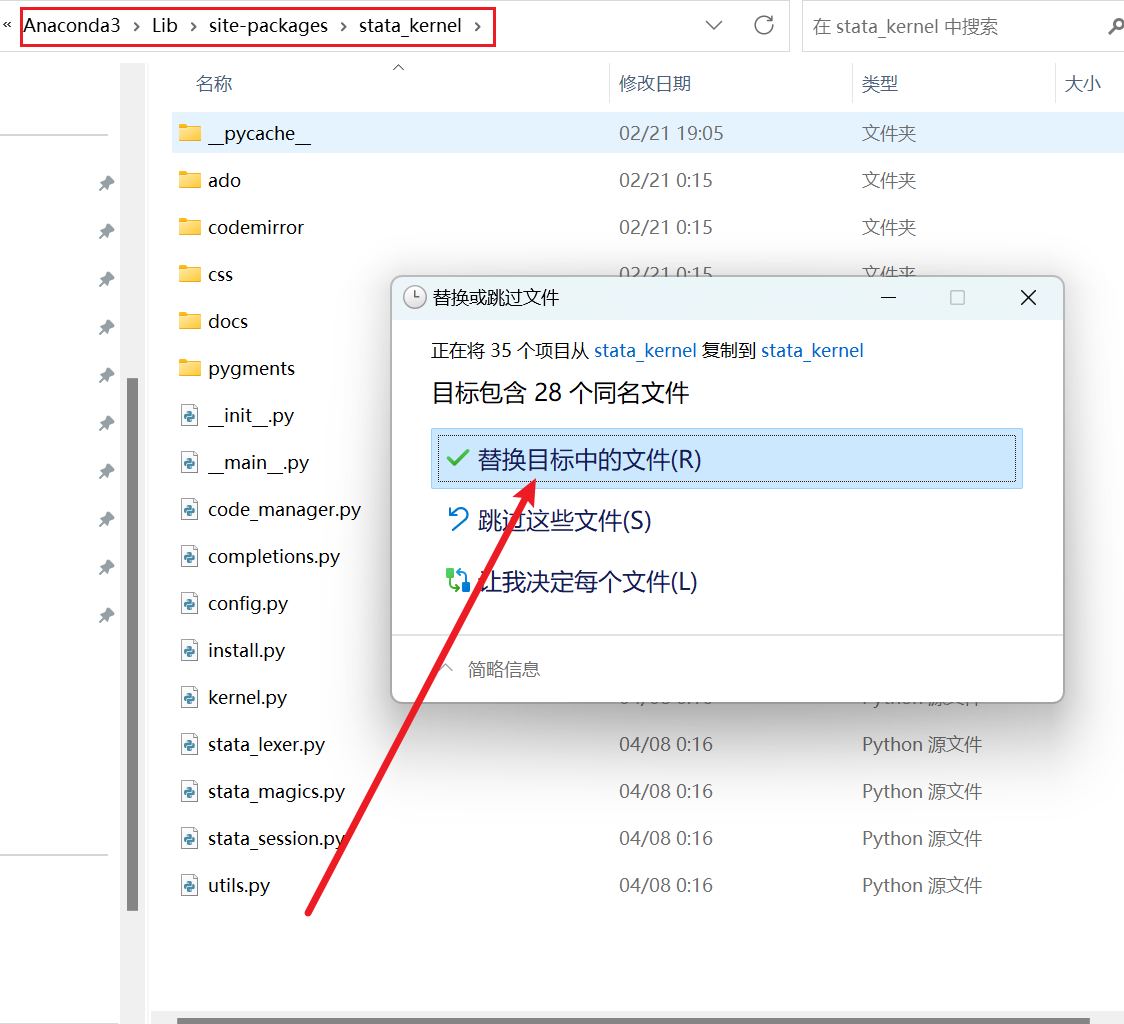 « Anaconda3 › Lib › site-packages › stata_kernel ›
在 stata_kernel 中搜索
名称 修改日期 类型 大小
__pycache__ 02/21 19:05 文件夹
ado 02/21 0:15 文件夹
codemirror 02/21 0:15 文件夹
css 02/21 0:15 文件夹
docs
pygments
__init__.py
__main__.py
code_manager.py
completions.py
config.py
install.py
kernel.py 04/08 0:16 Python 源文件
stata_lexer.py 04/08 0:16 Python 源文件
stata_magics.py 04/08 0:16 Python 源文件
stata_session.py 04/08 0:16 Python 源文件
utils.py 04/08 0:16 Python 源文件
替换或跳过文件
正在将 35 个项目从 stata_kernel 复制到 stata_kernel
目标包含 28 个同名文件
替换目标中的文件(R)
跳过这些文件(S)
让我决定每个文件(L)
简略信息